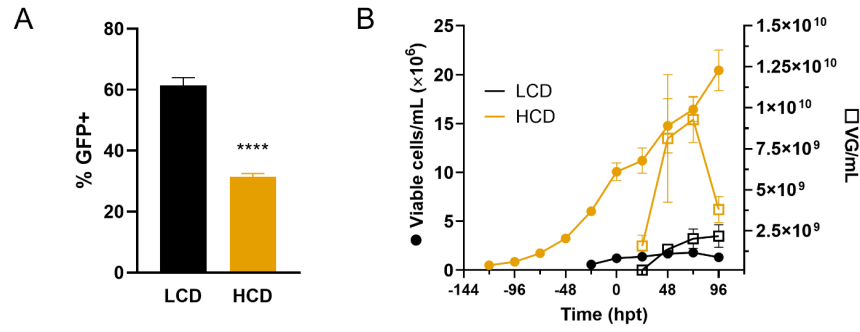 A
% GFP+
80
60
40
20
0
****
LCD HCD
B
● Viable cells/mL (×10⁶)
25
20
15
10
5
0
LCD
HCD
1.5×10¹⁰
1.25×10¹⁰
1×10¹⁰
7.5×10⁹
5×10⁹
2.5×10⁹
□ VG/mL
-144 -96 -48 0 48 96
Time (hpt)